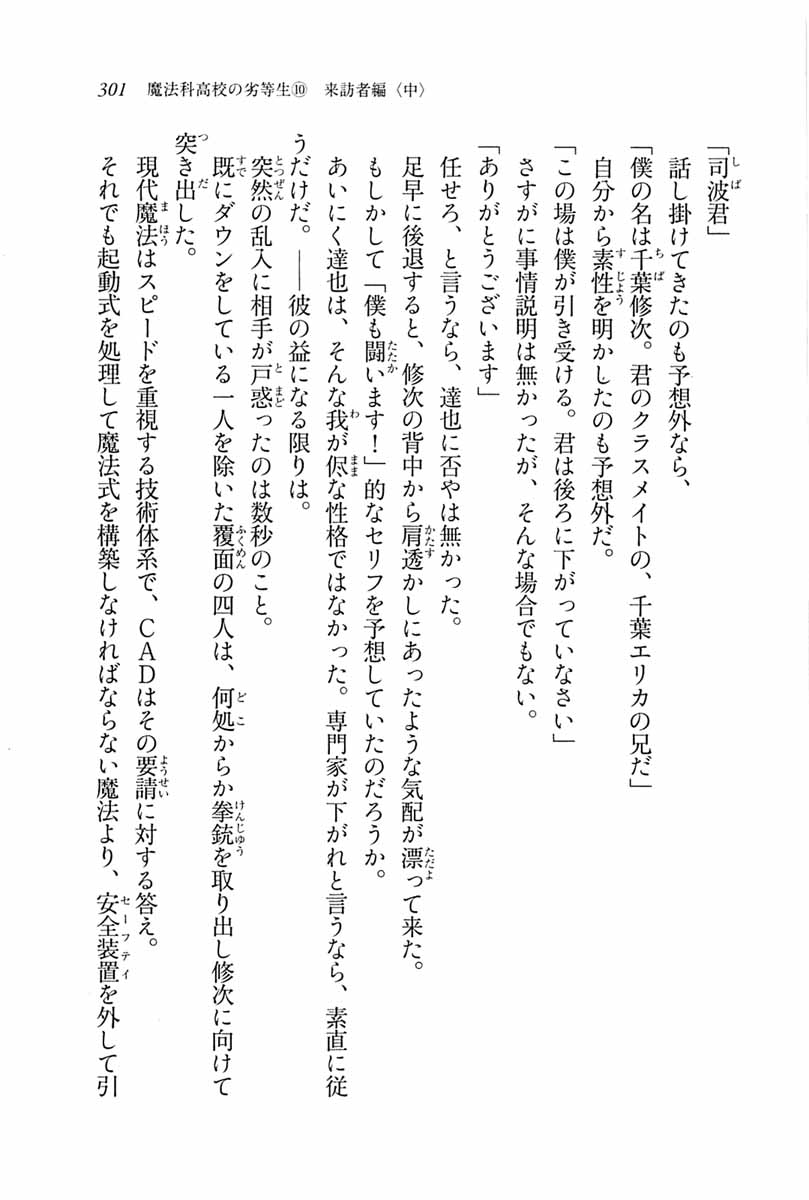 301　魔法科高校の劣等生⑩　来訪者編〈中〉
「司波君」
　話し掛けてきたのも予想外なら、
「僕の名は千葉修次。君のクラスメイトの、千葉エリカの兄だ」
　自分から素性を明かしたのも予想外だ。
「この場は僕が引き受ける。君は後ろに下がっていなさい」
　さすがに事情説明は無かったが、そんな場合でもない。
「ありがとうございます」
　任せろ、と言うなら、達也に否やは無かった。
　足早に後退すると、修次の背中から肩透かしにあったような気配が漂って来た。
　もしかして「僕も闘います！」的なセリフを予想していたのだろうか。
　あいにく達也は、そんな我が侭な性格ではなかった。専門家が下がれと言うなら、素直に従
うだけだ。――彼の益になる限りは。
　突然の乱入に相手が戸惑ったのは数秒のこと。
　既にダウンをしている一人を除いた覆面の四人は、何処からか拳銃を取り出し修次に向けて
突き出した。
　現代魔法はスピードを重視する技術体系で、ＣＡＤはその要請に対する答え。
　それでも起動式を処理して魔法式を構築しなければならない魔法より、安全装置を外して引